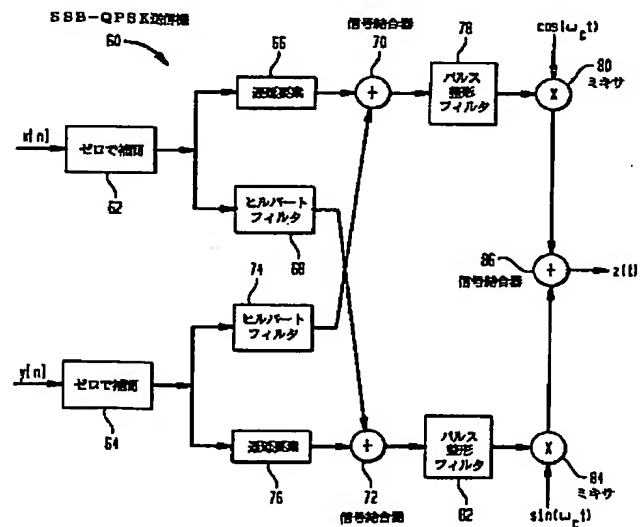 SSB-QPSK送信機
60
66
信号結合器
70
78
cos(ω_c t)
80
ミキサ
遅延要素
+
パルス
整形
フィルタ
X
x[n]
ゼロで補間
62
ヒルバート
フィルタ
68
86
信号結合器
+
z(t)
74
ヒルバート
フィルタ
y[n]
ゼロで補間
64
遅延要素
76
+
72
信号結合器
パルス
整形
フィルタ
82
X
84
ミキサ
sin(ω_c t)